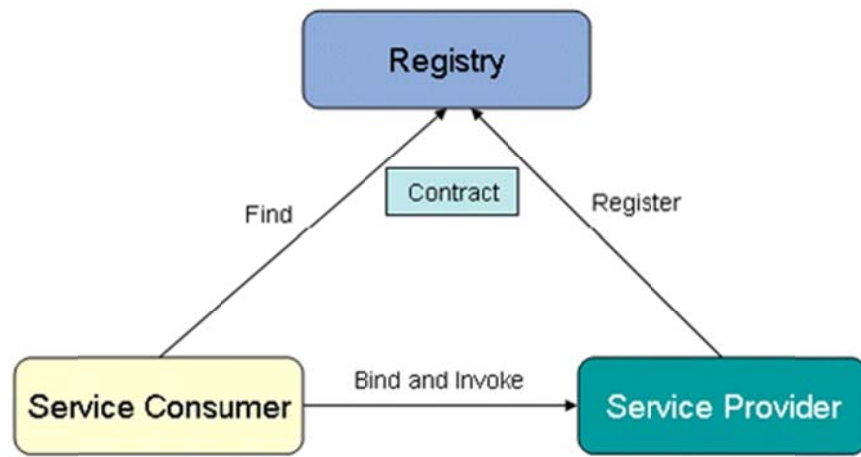 Registry
Contract
Find
Register
Bind and Invoke
Service Consumer
Service Provider